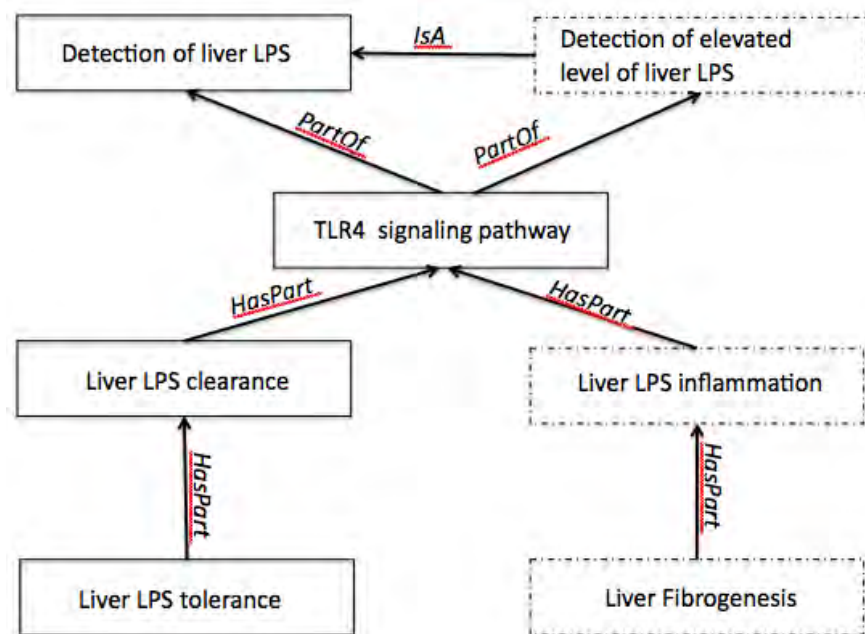 Detection of liver LPS
IsA
Detection of elevated
level of liver LPS
PartOf
PartOf
TLR4 signaling pathway
HasPart
HasPart
Liver LPS clearance
Liver LPS inflammation
HasPart
HasPart
Liver LPS tolerance
Liver Fibrogenesis